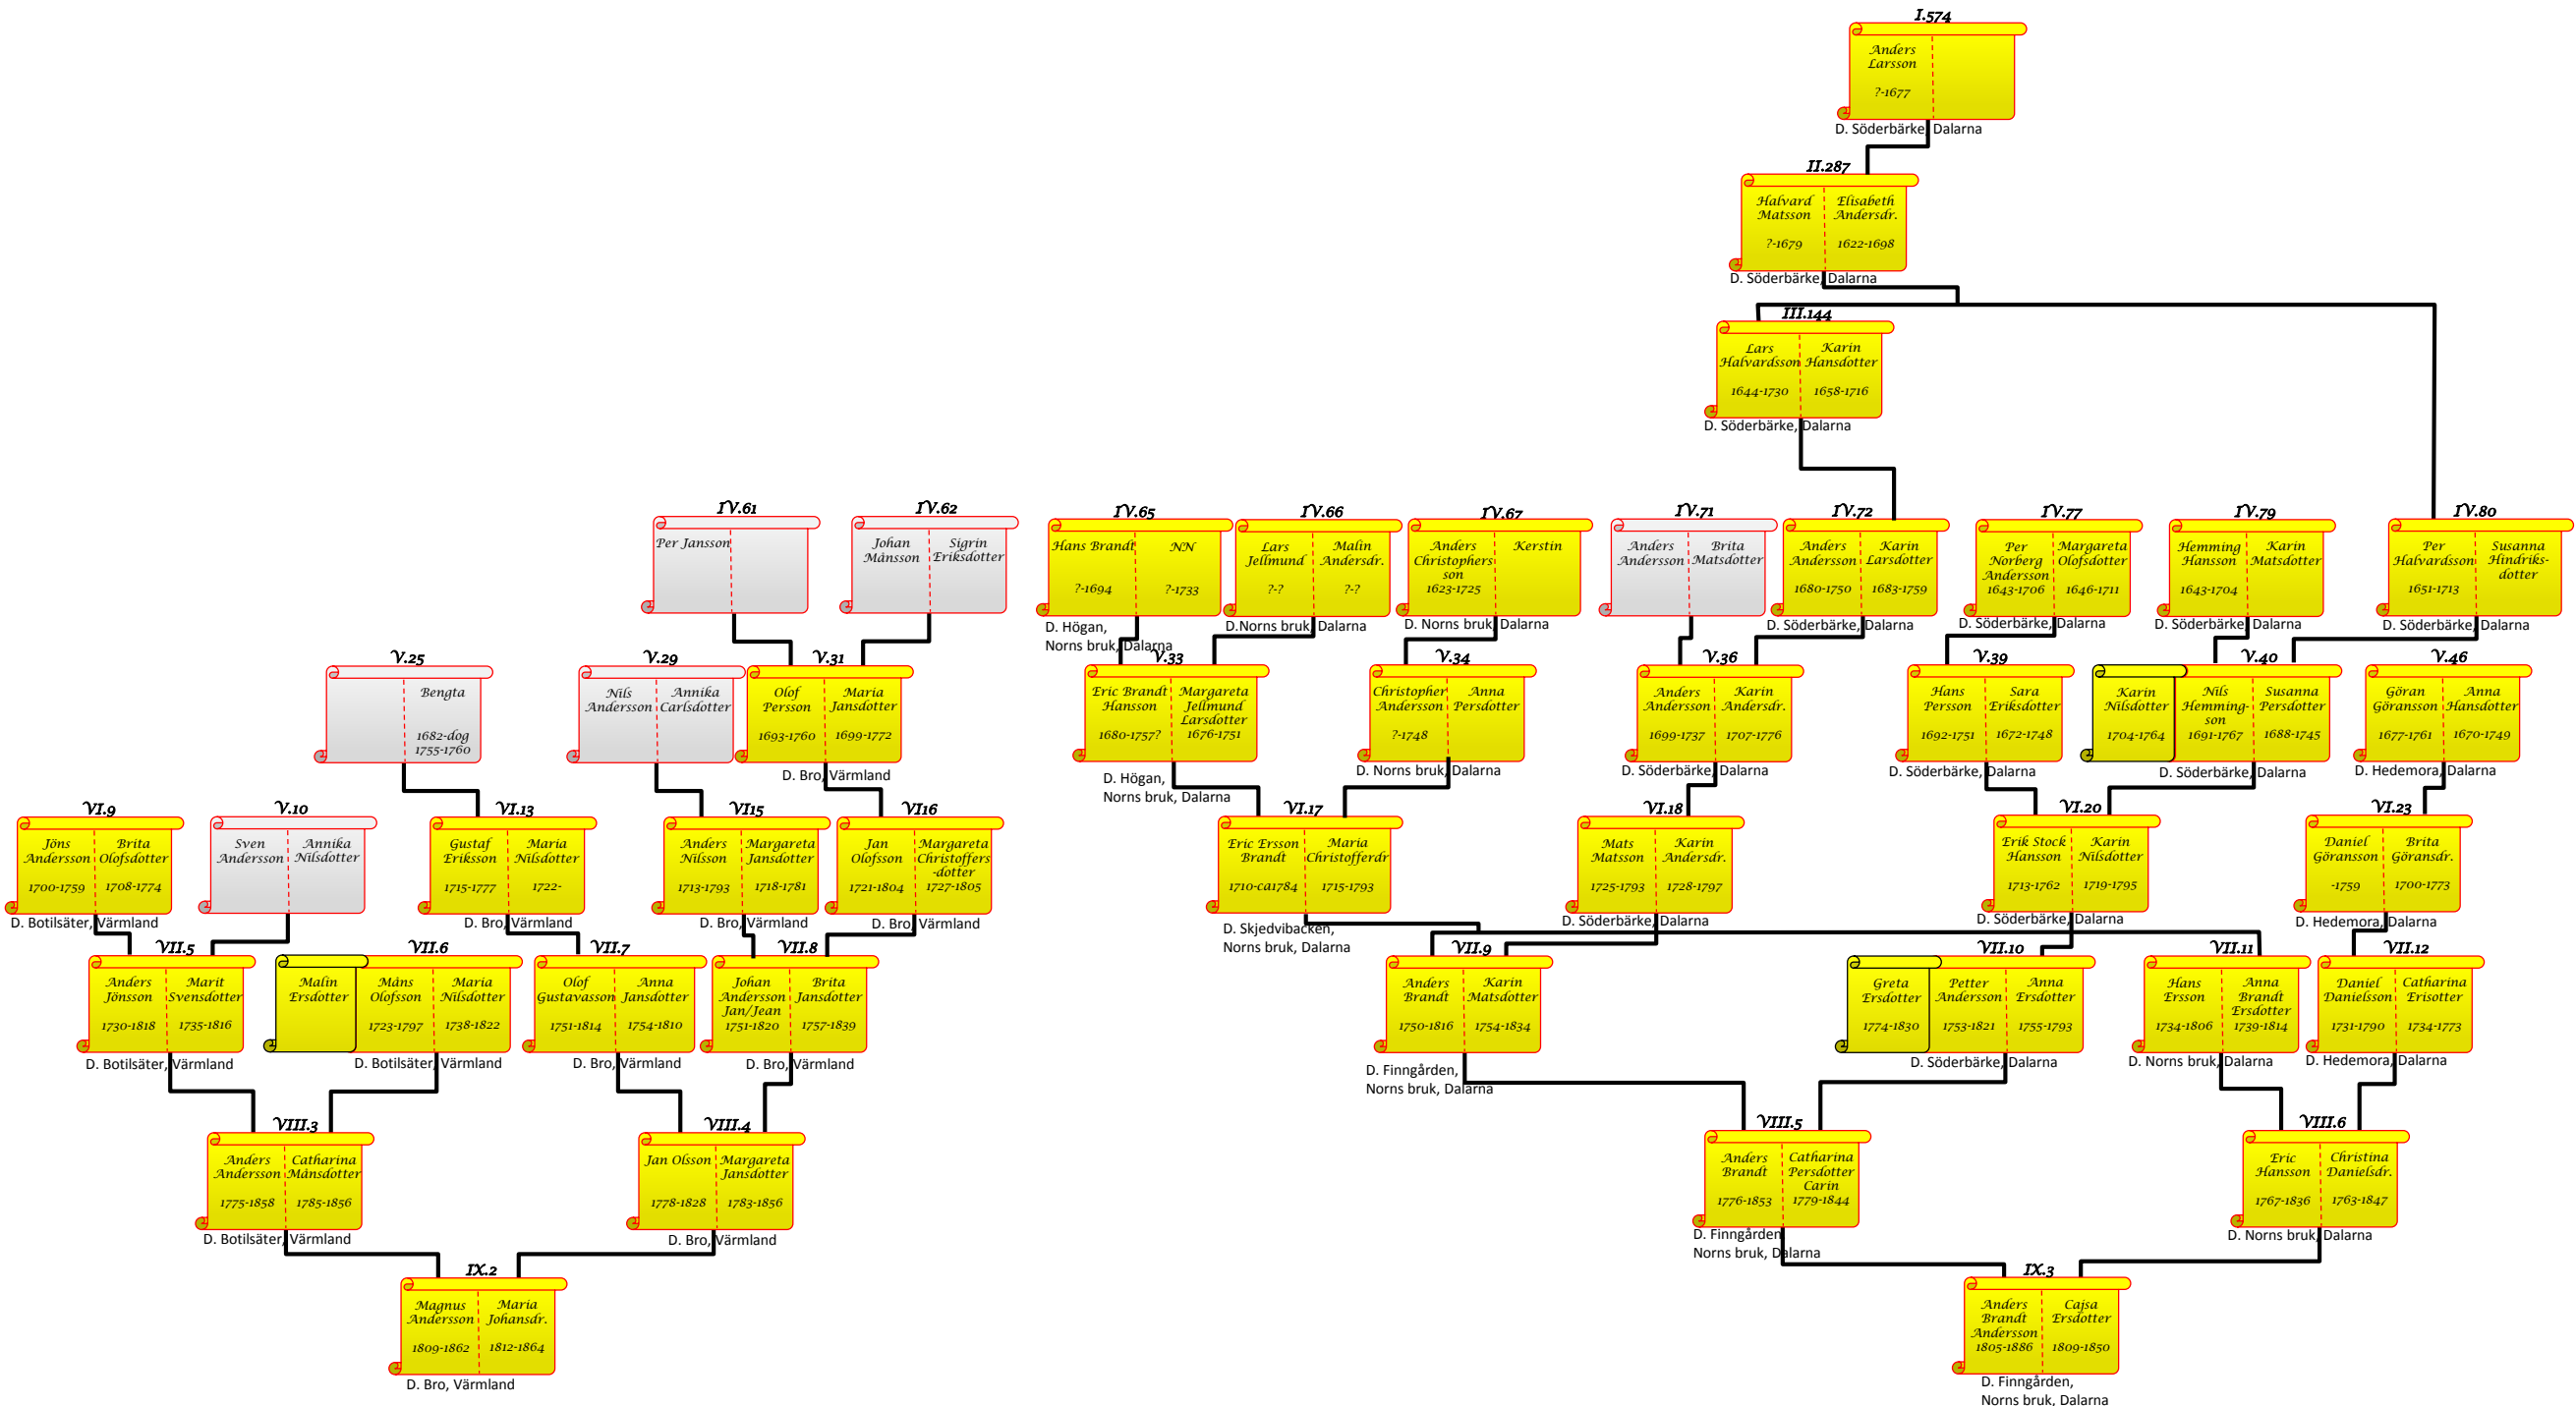 I.574
Anders
Larsson
?-1677
D. Söderbärke, Dalarna
II.287
Halvard
Matsson
?-1679
Elisabeth
Andersdr.
1622-1698
D. Söderbärke, Dalarna
III.144
Lars
Halvardsson
1644-1730
Karin
Hansdotter
1658-1716
D. Söderbärke, Dalarna
IV.61
Per Jansson
IV.62
Johan
Månsson
Sigrin
Eriksdotter
IV.65
Hans Brandt
?-1694
NN
?-1733
D. Högan,
Norns bruk, Dalarna
IV.66
Lars
Jellmund
?-?
Malin
Andersdr.
?-?
D.Norns bruk, Dalarna
IV.67
Anders
Christophers
son
1623-1725
Kerstin
D. Norns bruk, Dalarna
IV.71
Anders
Andersson
Brita
Matsdotter
IV.72
Anders
Andersson
1680-1750
Karin
Larsdotter
1683-1759
D. Söderbärke, Dalarna
IV.77
Per
Norberg
Andersson
1643-1706
Margareta
Olofsdotter
1646-1711
D. Söderbärke, Dalarna
IV.79
Hemming
Hansson
1643-1704
Karin
Matsdotter
D. Söderbärke, Dalarna
IV.80
Per
Halvardsson
1651-1713
Susanna
Hindriks-
dotter
D. Söderbärke, Dalarna
V.25
Bengta
1682-dog
1755-1760
V.29
Nils
Andersson
Annika
Carlsdotter
V.31
Olof
Persson
1693-1760
Maria
Jansdotter
1699-1772
D. Bro, Värmland
V.33
Eric Brandt
Hansson
1680-1757?
Margareta
Jellmund
Larsdotter
1676-1751
D. Högan,
Norns bruk, Dalarna
V.34
Christopher
Andersson
?-1748
Anna
Persdotter
D. Norns bruk, Dalarna
V.36
Anders
Andersson
1699-1737
Karin
Andersdr.
1707-1776
D. Söderbärke, Dalarna
V.39
Hans
Persson
1692-1751
Sara
Eriksdotter
1672-1748
D. Söderbärke, Dalarna
V.40
Karin
Nilsdotter
1704-1764
Nils
Hemming-
son
1691-1767
Susanna
Persdotter
1688-1745
D. Söderbärke, Dalarna
V.46
Göran
Göransson
1677-1761
Anna
Hansdotter
1670-1749
D. Hedemora, Dalarna
VI.9
Jöns
Andersson
1700-1759
Brita
Olofsdotter
1708-1774
D. Botilsäter, Värmland
V.10
Sven
Andersson
Annika
Nilsdotter
VI.13
Gustaf
Eriksson
1715-1777
Maria
Nilsdotter
1722-
D. Bro, Värmland
VI15
Anders
Nilsson
1713-1793
Margareta
Jansdotter
1718-1781
D. Bro, Värmland
VI16
Jan
Olofsson
1721-1804
Margareta
Christoffers
-dotter
1727-1805
D. Bro, Värmland
VI.17
Eric Ersson
Brandt
1710-ca1784
Maria
Christofferdr
1715-1793
D. Skjedvibacken,
Norns bruk, Dalarna
VI.18
Mats
Matsson
1725-1793
Karin
Andersdr.
1728-1797
D. Söderbärke, Dalarna
VI.20
Erik Stock
Hansson
1713-1762
Karin
Nilsdotter
1719-1795
D. Söderbärke, Dalarna
VI.23
Daniel
Göransson
-1759
Brita
Göransdr.
1700-1773
D. Hedemora, Dalarna
VII.5
Anders
Jönsson
1730-1818
Marit
Svensdotter
1735-1816
D. Botilsäter, Värmland
VII.6
Malin
Ersdotter
Måns
Olofsson
1723-1797
Maria
Nilsdotter
1738-1822
D. Botilsäter, Värmland
VII.7
Olof
Gustavasson
1751-1814
Anna
Jansdotter
1754-1810
D. Bro, Värmland
VII.8
Johan
Andersson
Jan/Jean
1751-1820
Brita
Jansdotter
1757-1839
D. Bro, Värmland
VII.9
Anders
Brandt
1750-1816
Karin
Matsdotter
1754-1834
D. Finngården,
Norns bruk, Dalarna
VII.10
Greta
Ersdotter
1774-1830
Petter
Andersson
1753-1821
Anna
Ersdotter
1755-1793
D. Söderbärke, Dalarna
VII.11
Hans
Ersson
1734-1806
Anna
Brandt
Ersdotter
1739-1814
D. Norns bruk, Dalarna
VII.12
Daniel
Danielsson
1731-1790
Catharina
Erisotter
1734-1773
D. Hedemora, Dalarna
VIII.3
Anders
Andersson
1775-1858
Catharina
Månsdotter
1785-1856
D. Botilsäter, Värmland
VIII.4
Jan Olsson
1778-1828
Margareta
Jansdotter
1783-1856
D. Bro, Värmland
VIII.5
Anders
Brandt
1776-1853
Catharina
Persdotter
Carin
1779-1844
D. Finngården
Norns bruk, Dalarna
VIII.6
Eric
Hansson
1767-1836
Christina
Danielsdr.
1763-1847
D. Norns bruk, Dalarna
IX.2
Magnus
Andersson
1809-1862
Maria
Johansdr.
1812-1864
D. Bro, Värmland
IX.3
Anders
Brandt
Andersson
1805-1886
Cajsa
Ersdotter
1809-1850
D. Finngården,
Norns bruk, Dalarna